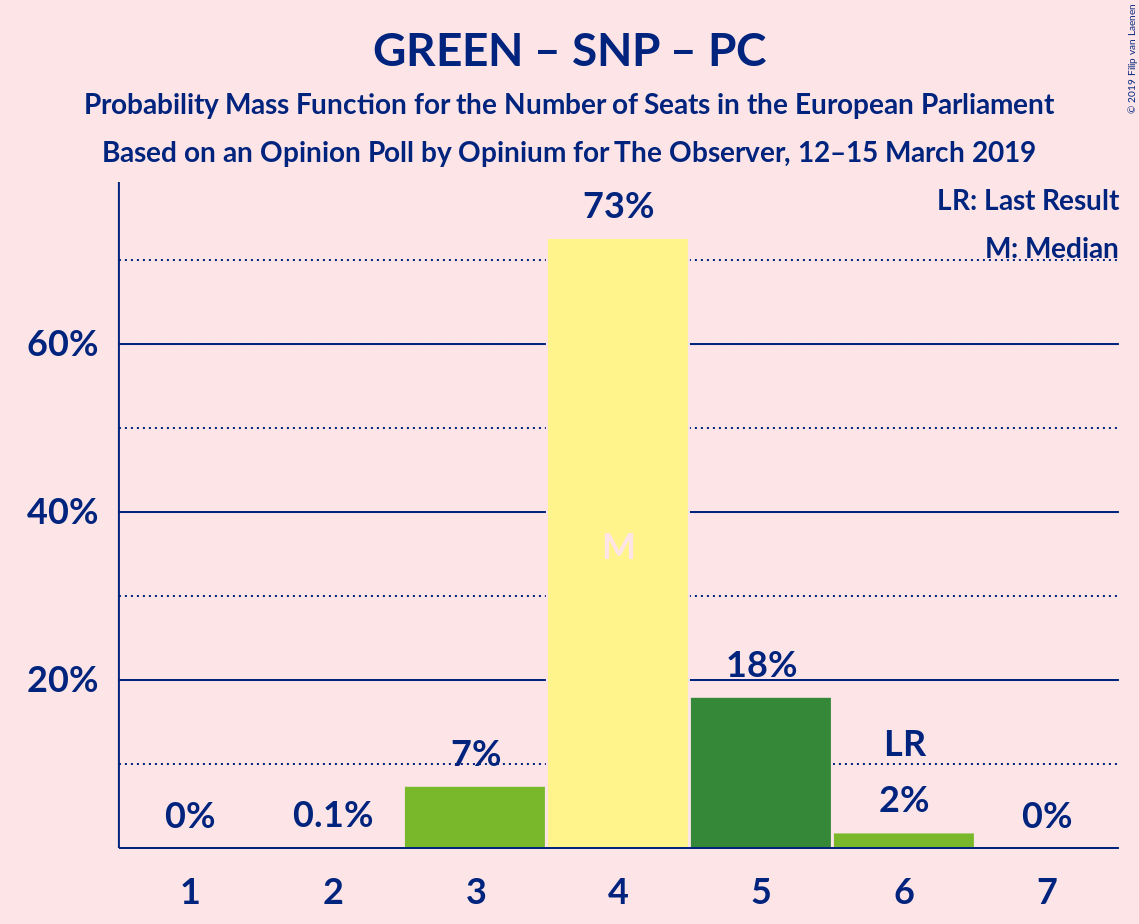 GREEN – SNP – PC
Probability Mass Function for the Number of Seats in the European Parliament
Based on an Opinion Poll by Opinium for The Observer, 12–15 March 2019
© 2019 Filip van Laenen
LR: Last Result
M: Median
73%
60%
40%
M
20%
18%
7%
LR
2%
0%
0.1%
0%
1 2 3 4 5 6 7